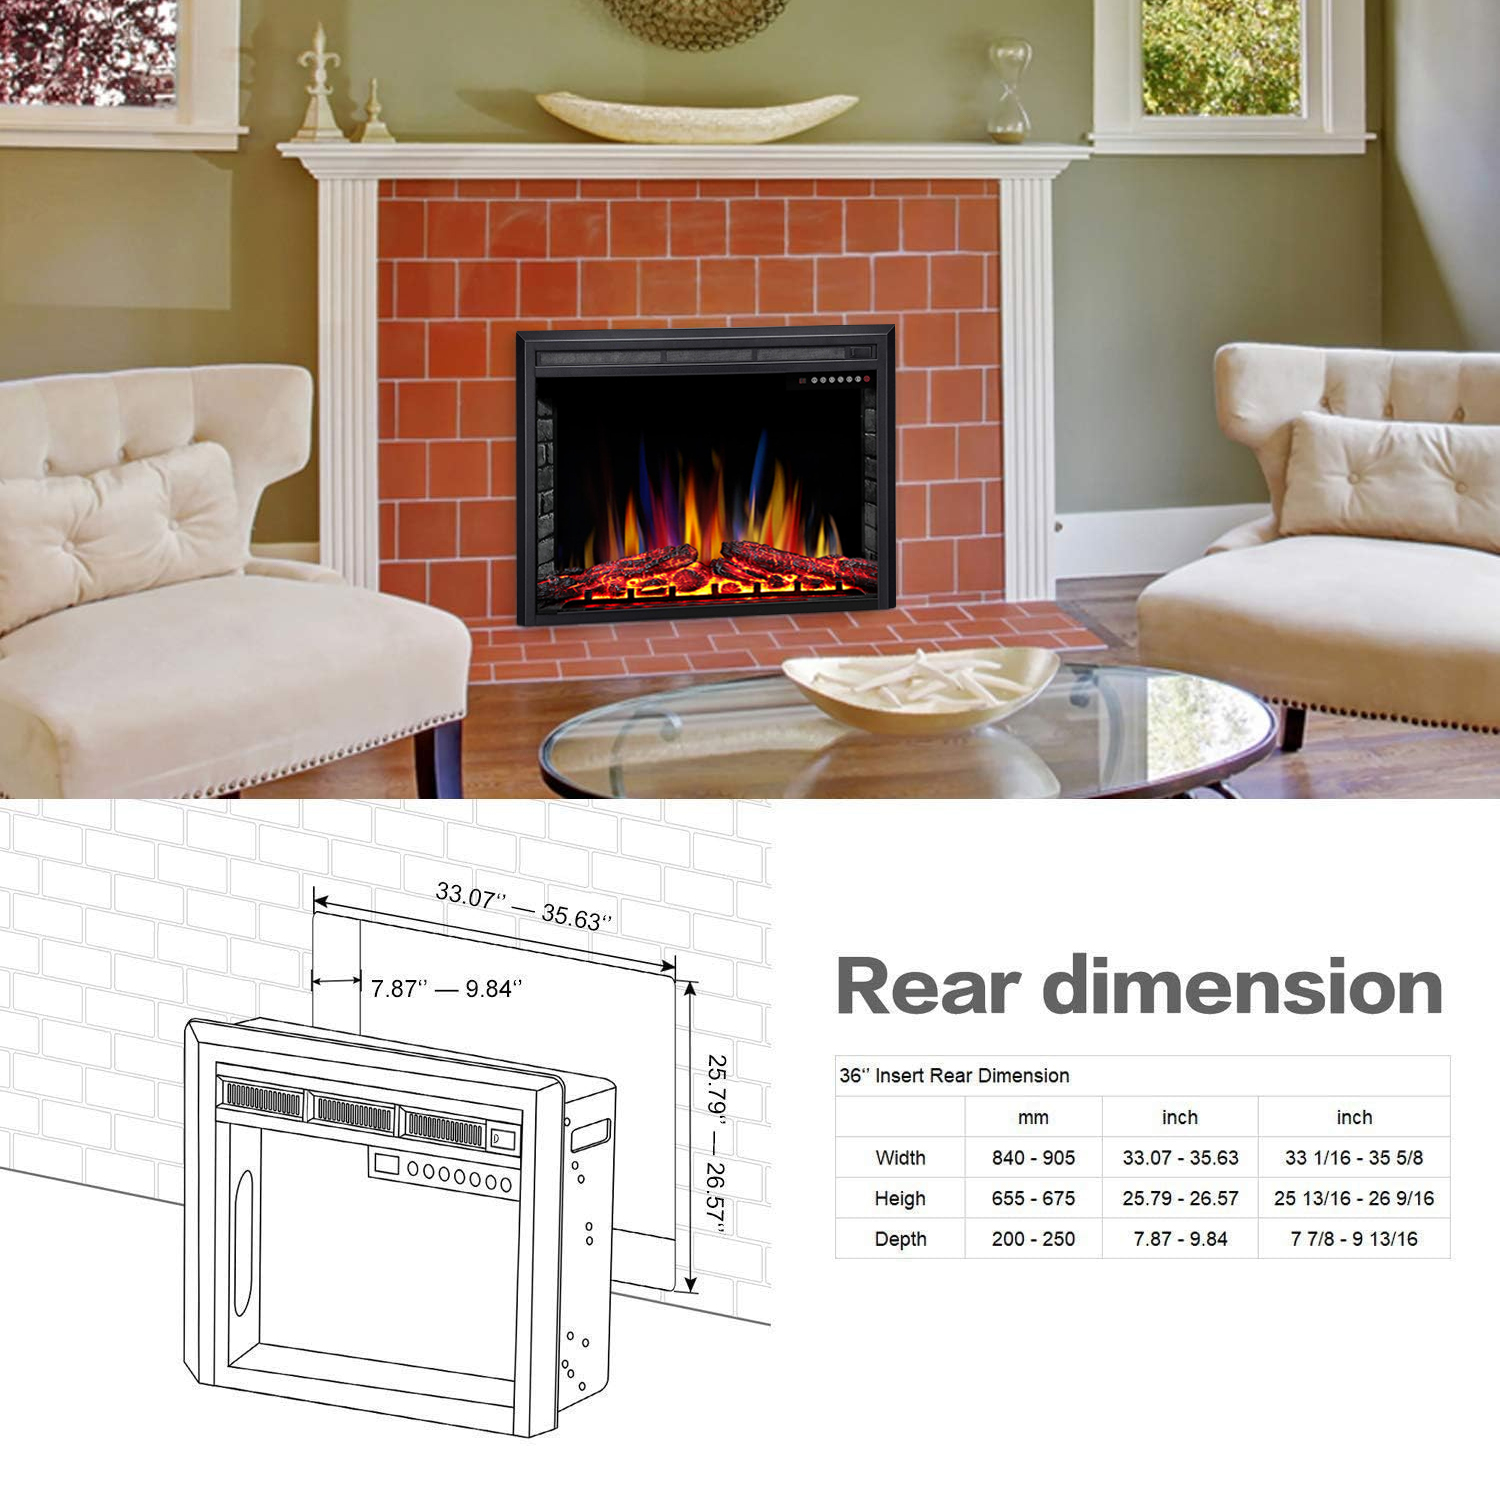 33.07‘’ — 35.63‘’
7.87‘’ — 9.84‘’
25.79‘’ — 26.57‘’
Rear dimension
36‘’ Insert Rear Dimension
mm inch inch
Width 840 - 905 33.07 - 35.63 33 1/16 - 35 5/8
Heigh 655 - 675 25.79 - 26.57 25 13/16 - 26 9/16
Depth 200 - 250 7.87 - 9.84 7 7/8 - 9 13/16